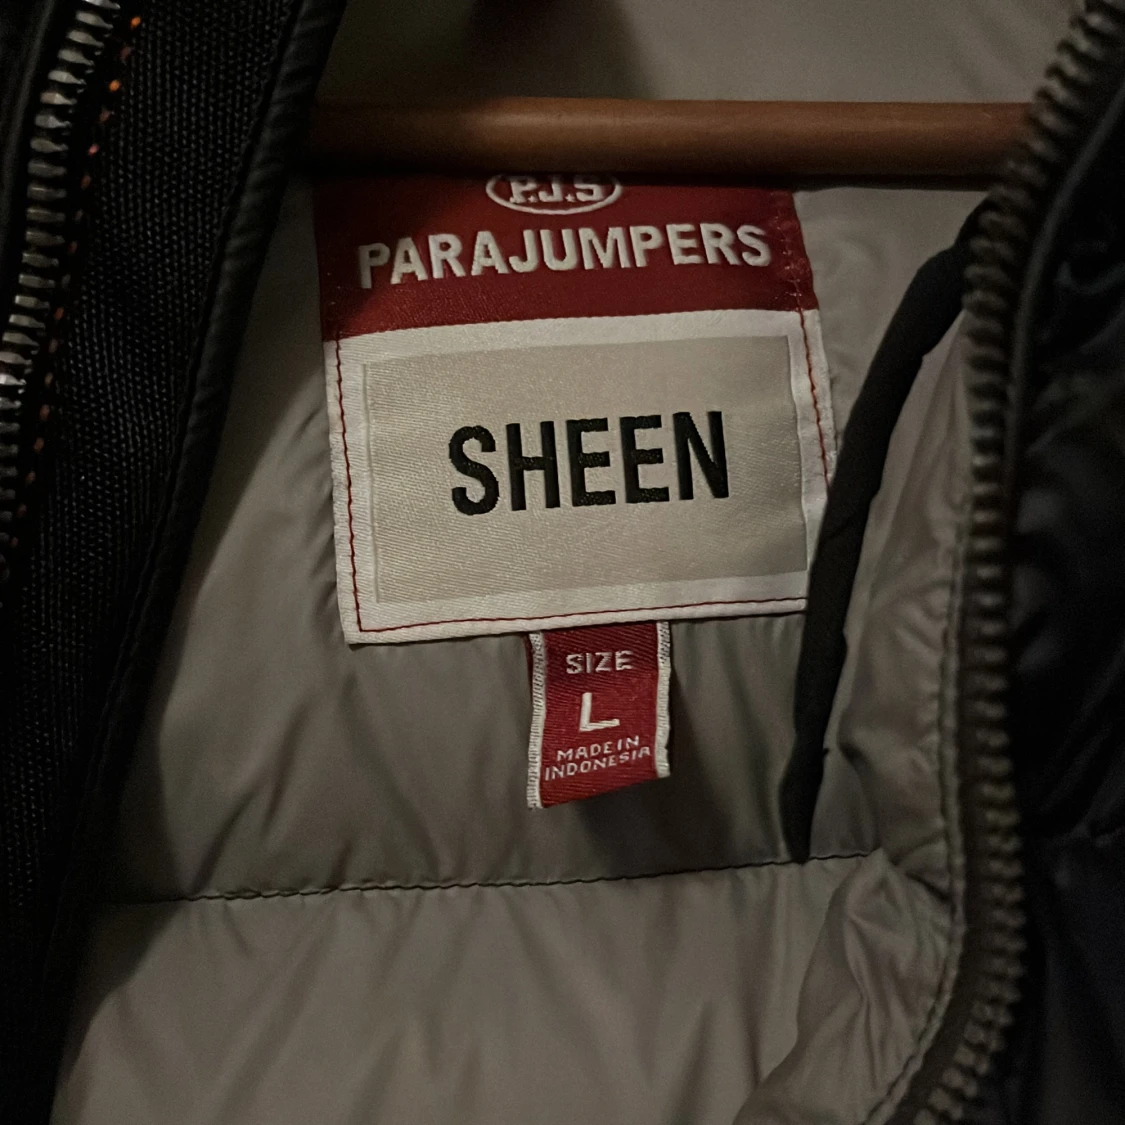 P.J.S
PARAJUMPERS
SHEEN
SIZE
L
MADE IN
INDONESIA